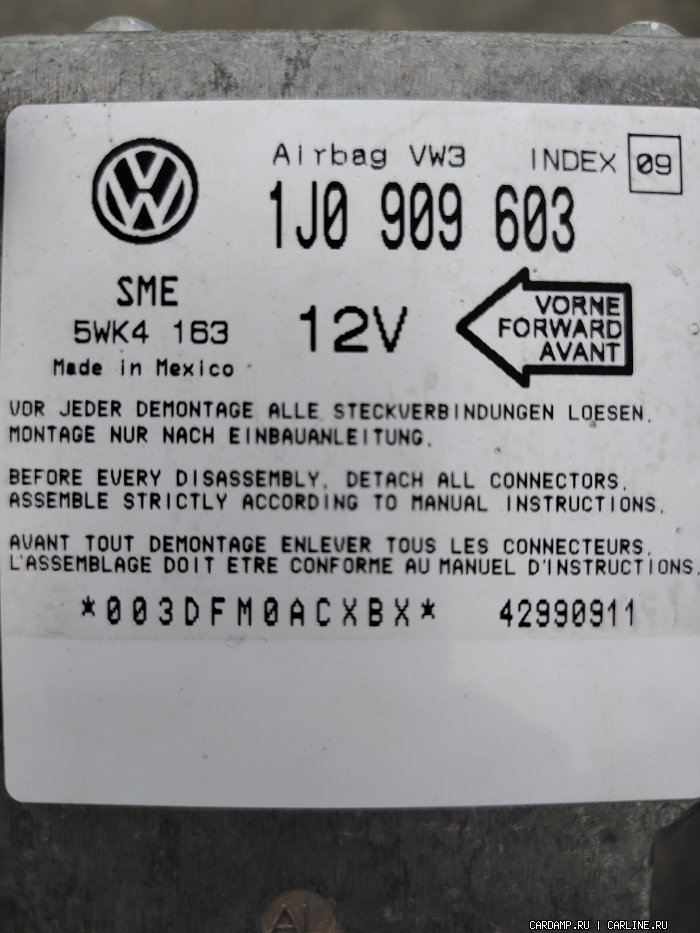 Airbag VW3 INDEX 09
1J0 909 603
SME
5WK4 163
Made in Mexico
12V
VORNE
FORWARD
AVANT
VOR JEDER DEMONTAGE ALLE STECKVERBINDUNGEN LOESEN.
MONTAGE NUR NACH EINBAUANLEITUNG.
BEFORE EVERY DISASSEMBLY, DETACH ALL CONNECTORS.
ASSEMBLE STRICTLY ACCORDING TO MANUAL INSTRUCTIONS.
AVANT TOUT DEMONTAGE ENLEVER TOUS LES CONNECTEURS.
L'ASSEMBLAGE DOIT ETRE CONFORME AU MANUEL D'INSTRUCTIONS.
*003DFM0ACXBX* 42990911
CARDAMP.RU | CARLINE.RU